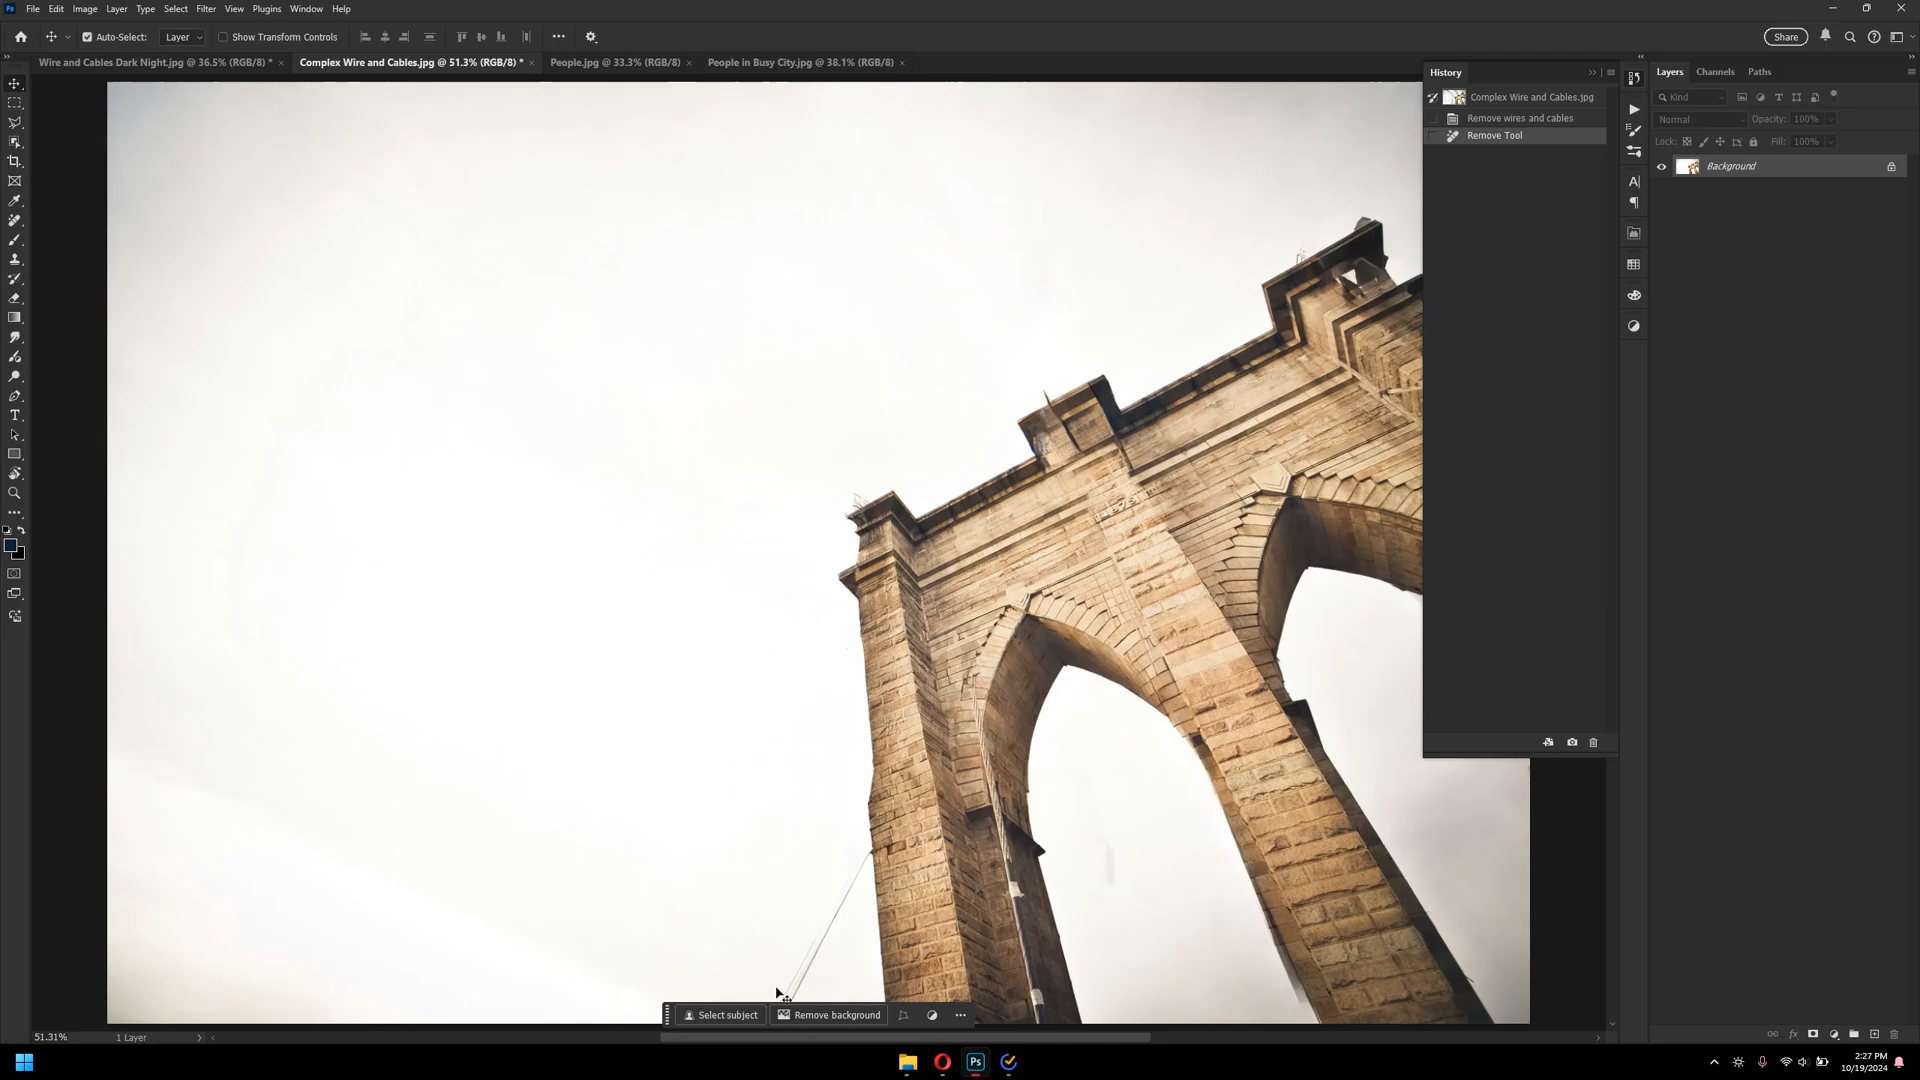 Ps File Edit Image Layer Type Select Filter View Plugins Window Help
Auto-Select: Layer Show Transform Controls Share
Wire and Cables Dark Night.jpg @ 36.5% (RGB/8) * × Complex Wire and Cables.jpg @ 51.3% (RGB/8) * × People.jpg @ 33.3% (RGB/8) × People in Busy City.jpg @ 38.1% (RGB/8) ×
History
Complex Wire and Cables.jpg
Remove wires and cables
Remove Tool
Layers Channels Paths
Kind
Normal Opacity: 100%
Lock: Fill: 100%
Background
Select subject Remove background
51.31% 1 Layer
Ps
2:27 PM
10/19/2024